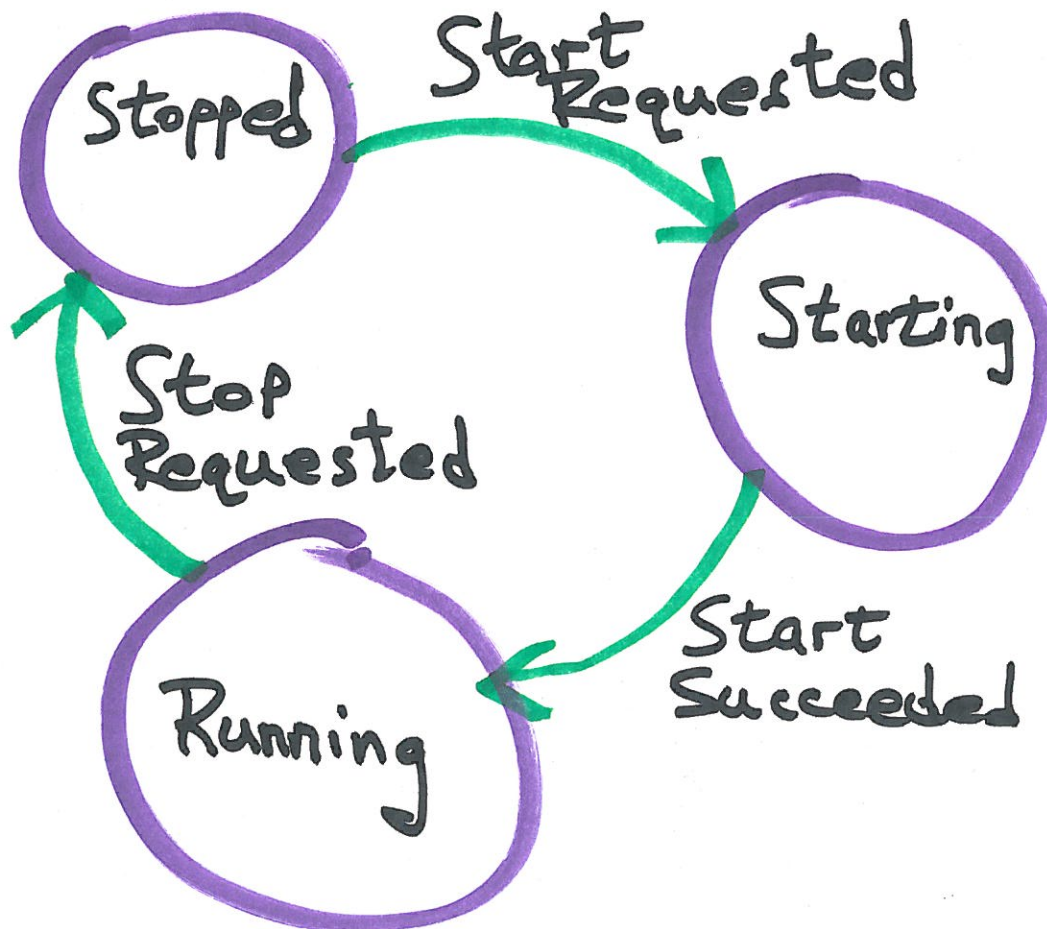 Stopped
Start
Requested
Starting
Stop
Requested
Start
Succeeded
Running